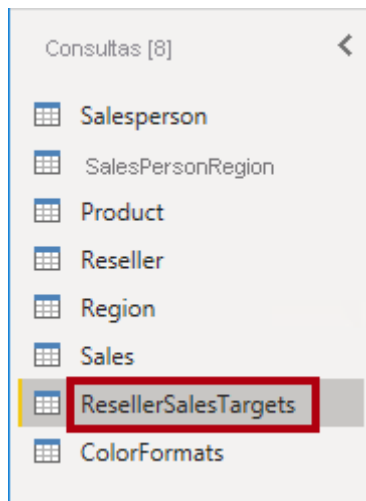 Consultas [8]
Salesperson
SalesPersonRegion
Product
Reseller
Region
Sales
ResellerSalesTargets
ColorFormats